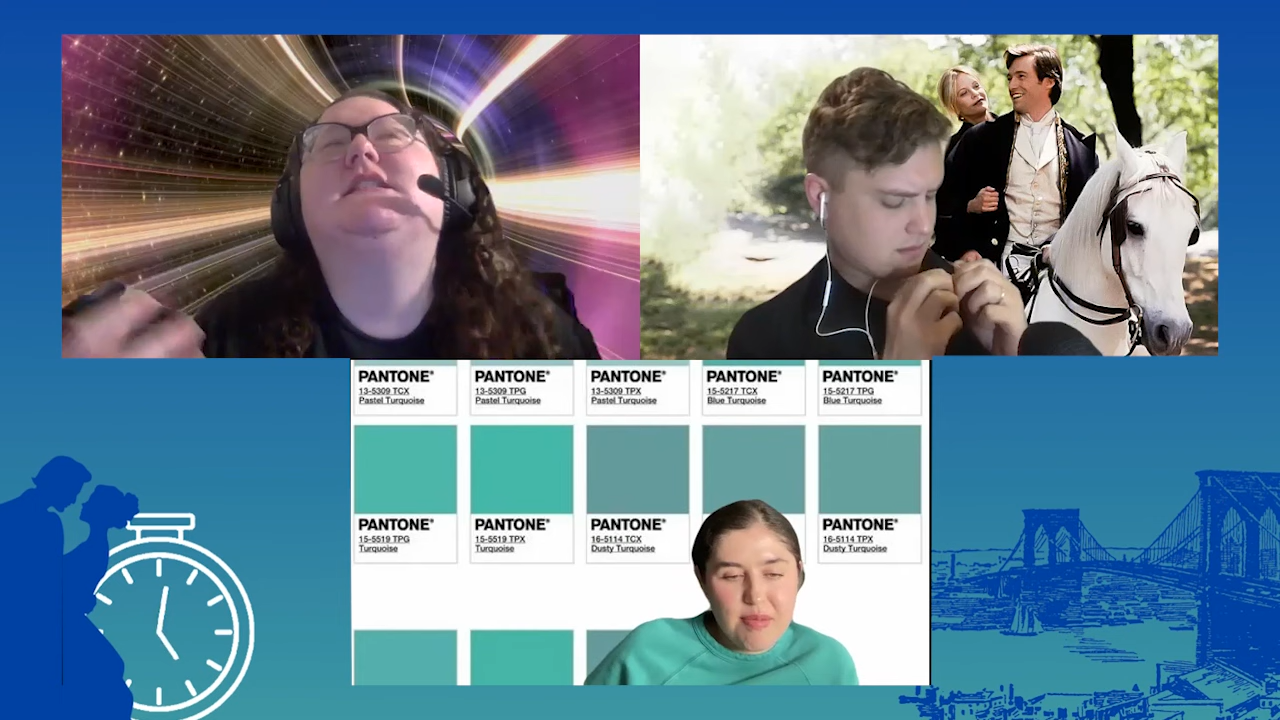 PANTONE®
13-5309 TCX
Pastel Turquoise
PANTONE®
13-5309 TPG
Pastel Turquoise
PANTONE®
13-5309 TPX
Pastel Turquoise
PANTONE®
15-5217 TCX
Blue Turquoise
PANTONE®
15-5217 TPG
Blue Turquoise
PANTONE®
15-5519 TPG
Turquoise
PANTONE®
15-5519 TPX
Turquoise
PANTONE®
16-5114 TCX
Dusty Turquoise
PANTONE®
16-5114 TPX
Dusty Turquoise